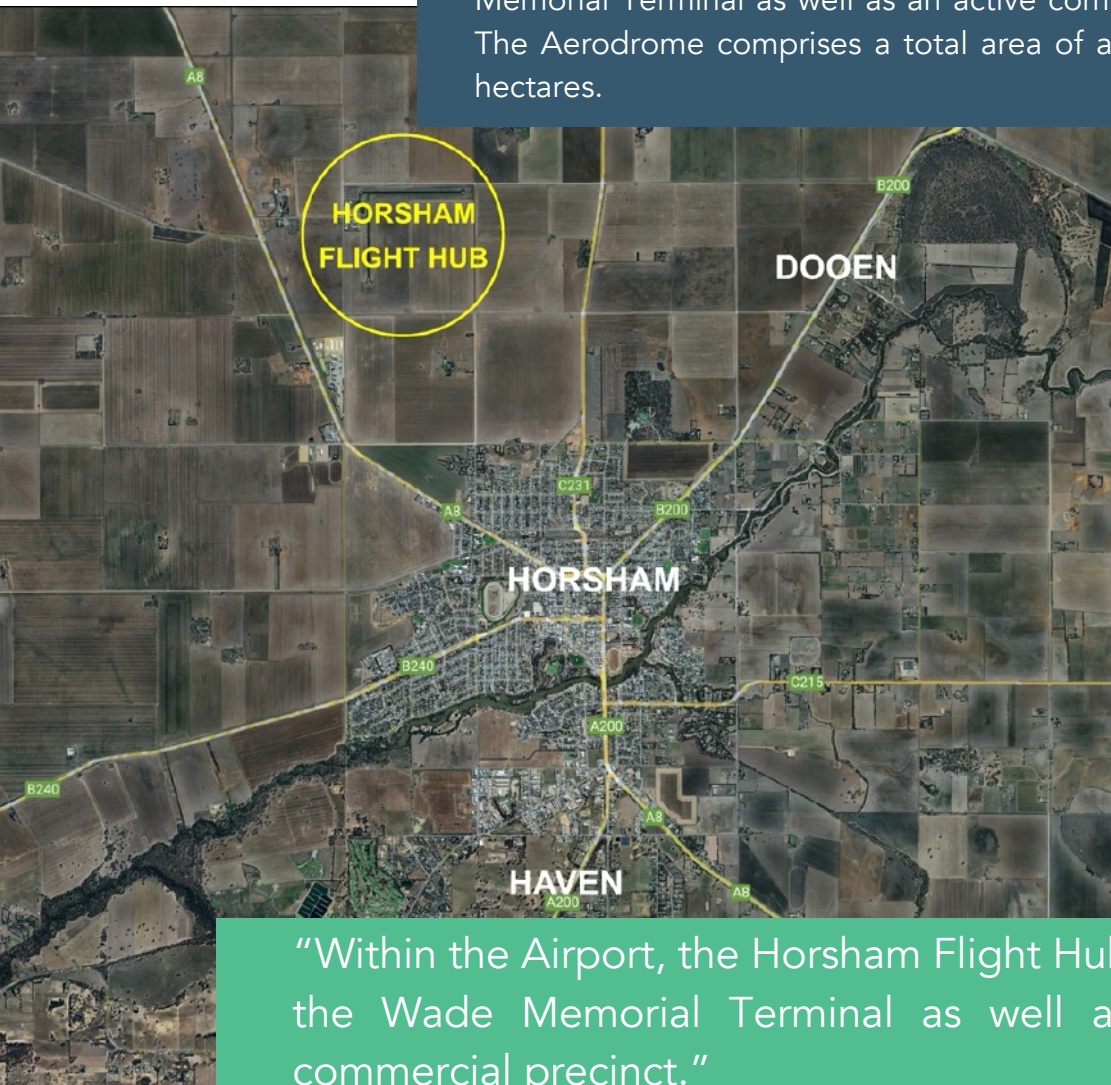 Memorial Terminal as well as an active com
The Aerodrome comprises a total area of a
hectares.
A8
B200
HORSHAM
FLIGHT HUB
DOOEN
C231
A8
B200
HORSHAM
B240
C215
A200
B240
A8
HAVEN
A200
A8
“Within the Airport, the Horsham Flight Hub
the Wade Memorial Terminal as well a
commercial precinct.”